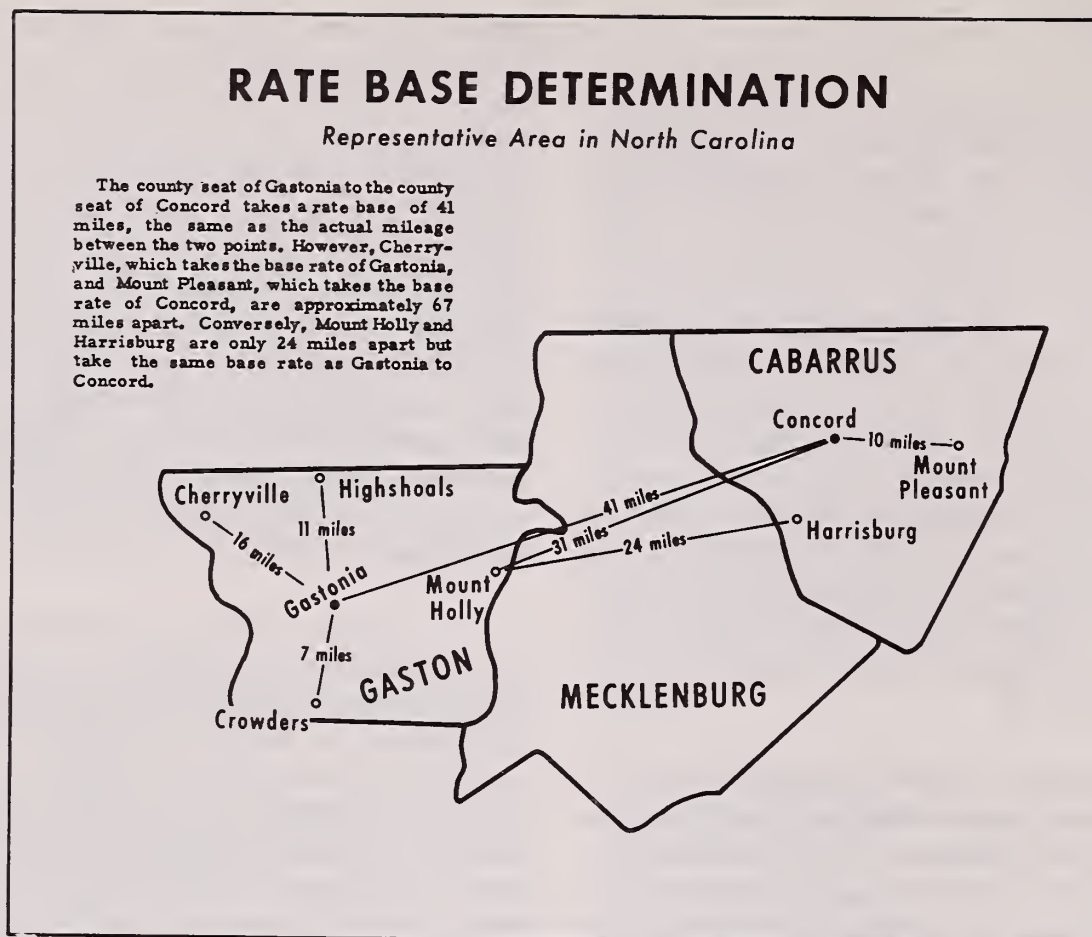 RATE BASE DETERMINATION
Representative Area in North Carolina
The county seat of Gastonia to the county
seat of Concord takes a rate base of 41
miles, the same as the actual mileage
between the two points. However, Cherry-
ville, which takes the base rate of Gastonia,
and Mount Pleasant, which takes the base
rate of Concord, are approximately 67
miles apart. Conversely, Mount Holly and
Harrisburg are only 24 miles apart but
take the same base rate as Gastonia to
Concord.
CABARRUS
Concord
10 miles
Mount
Pleasant
Cherryville
Highshoals
41 miles
31 miles
24 miles
Harrisburg
11 miles
16 miles
Gastonia
Mount
Holly
7 miles
GASTON
MECKLENBURG
Crowders